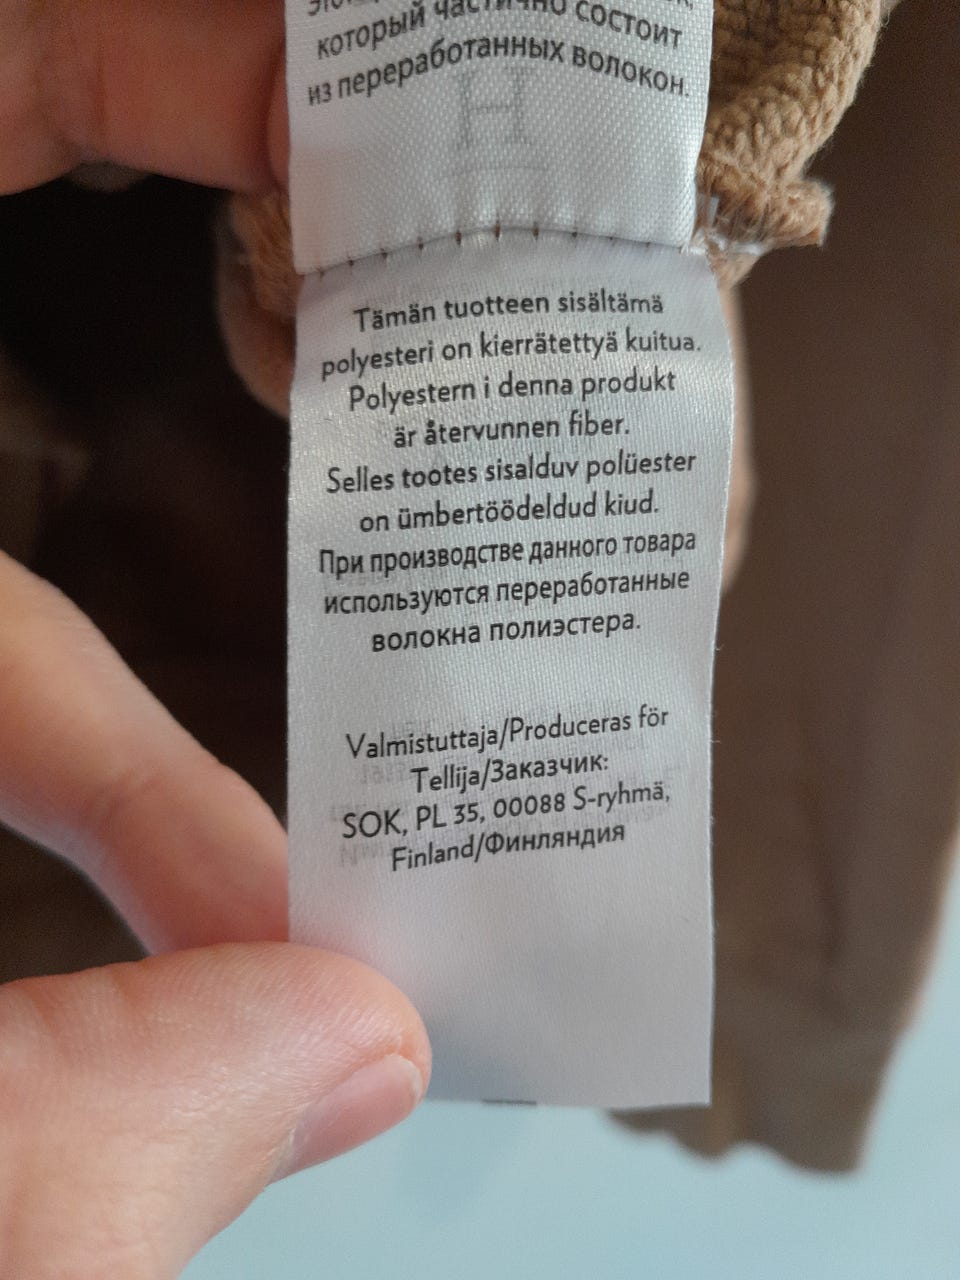 который частично состоит
из переработанных волокон.
Tämän tuotteen sisältämä
polyesteri on kierrätettyä kuitua.
Polyestern i denna produkt
är återvunnen fiber.
Selles tootes sisalduv polüester
on ümbertöödeldud kiud.
При производстве данного товара
используются переработанные
волокна полиэстера.
Valmistuttaja/Produceras för
Tellija/Заказчик:
SOK, PL 35, 00088 S-ryhmä,
Finland/Финляндия